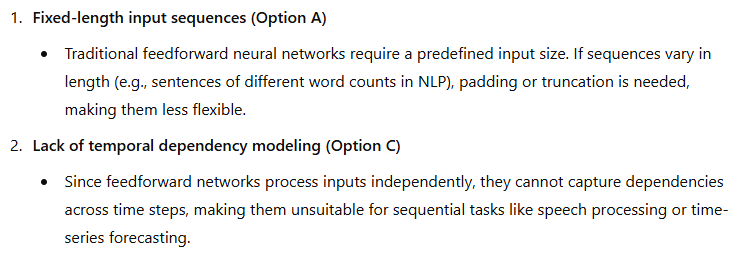 1. Fixed-length input sequences (Option A)
• Traditional feedforward neural networks require a predefined input size. If sequences vary in
length (e.g., sentences of different word counts in NLP), padding or truncation is needed,
making them less flexible.
2. Lack of temporal dependency modeling (Option C)
• Since feedforward networks process inputs independently, they cannot capture dependencies
across time steps, making them unsuitable for sequential tasks like speech processing or time-
series forecasting.